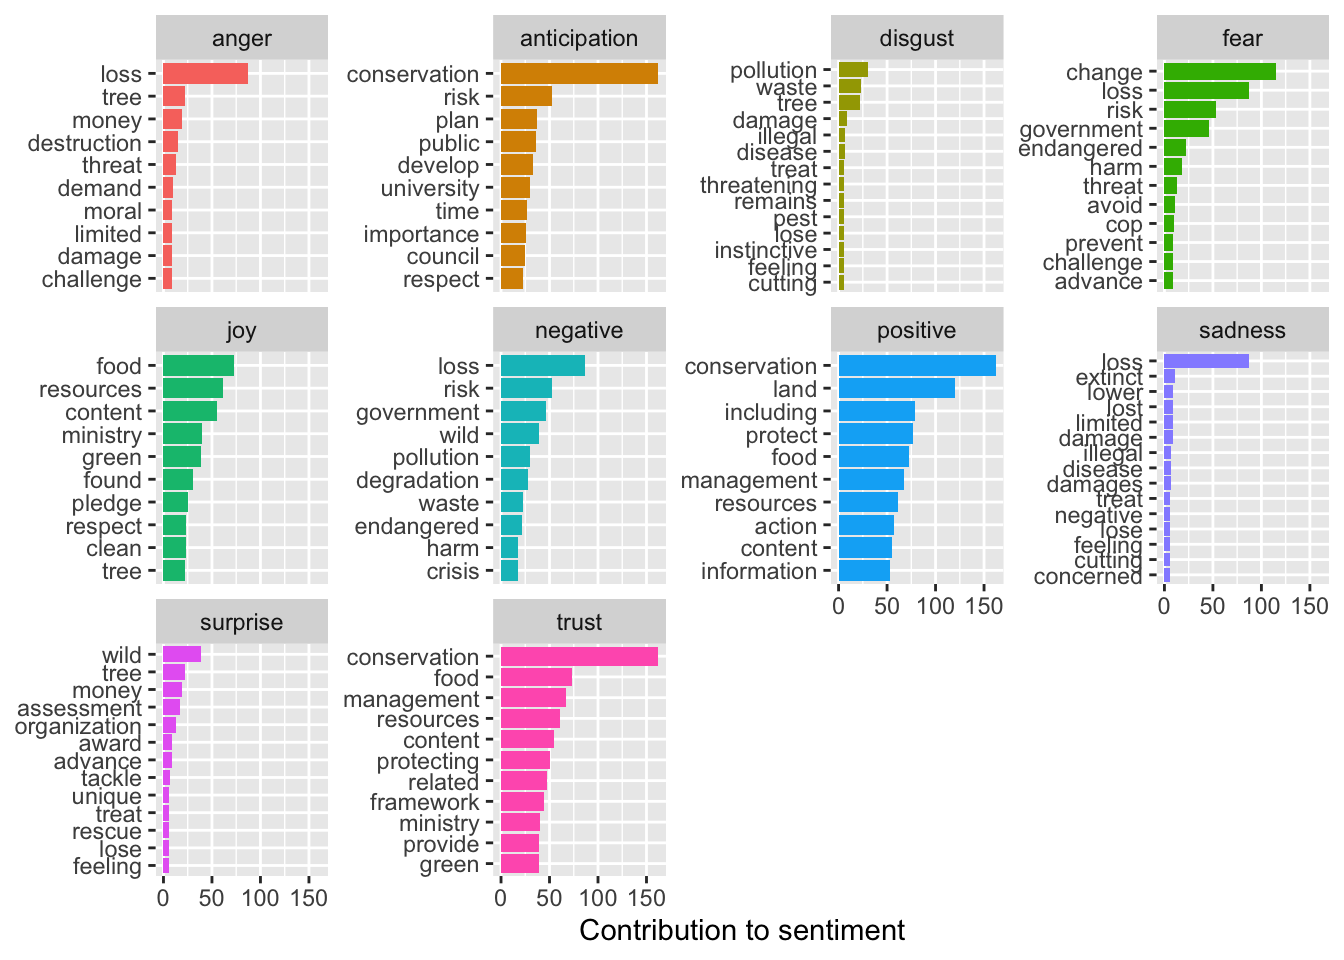 anger
loss
tree
money
destruction
threat
demand
moral
limited
damage
challenge
anticipation
conservation
risk
plan
public
develop
university
time
importance
council
respect
disgust
pollution
waste
tree
damage
illegal
disease
treat
threatening
remains
pest
lose
instinctive
feeling
cutting
fear
change
loss
risk
government
endangered
harm
threat
avoid
cop
prevent
challenge
advance
joy
food
resources
content
ministry
green
found
pledge
respect
clean
tree
negative
loss
risk
government
wild
pollution
degradation
waste
endangered
harm
crisis
positive
conservation
land
including
protect
food
management
resources
action
content
information
0 50 100 150
sadness
loss
extinct
lower
lost
limited
damage
illegal
disease
damages
treat
negative
lose
feeling
cutting
concerned
0 50 100 150
surprise
wild
tree
money
assessment
organization
award
advance
tackle
unique
treat
rescue
lose
feeling
0 50 100 150
trust
conservation
food
management
resources
content
protecting
related
framework
ministry
provide
green
0 50 100 150
Contribution to sentiment